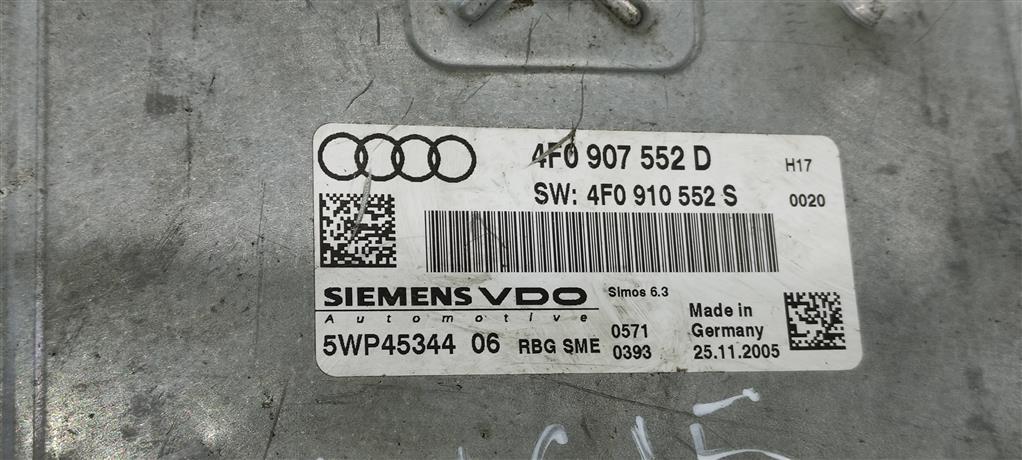 4F0 907 552 D
H17
SW: 4F0 910 552 S
0020
SIEMENS VDO
Automotive
Simos 6.3
5WP45344 06 RBG SME
0571
0393
Made in
Germany
25.11.2005